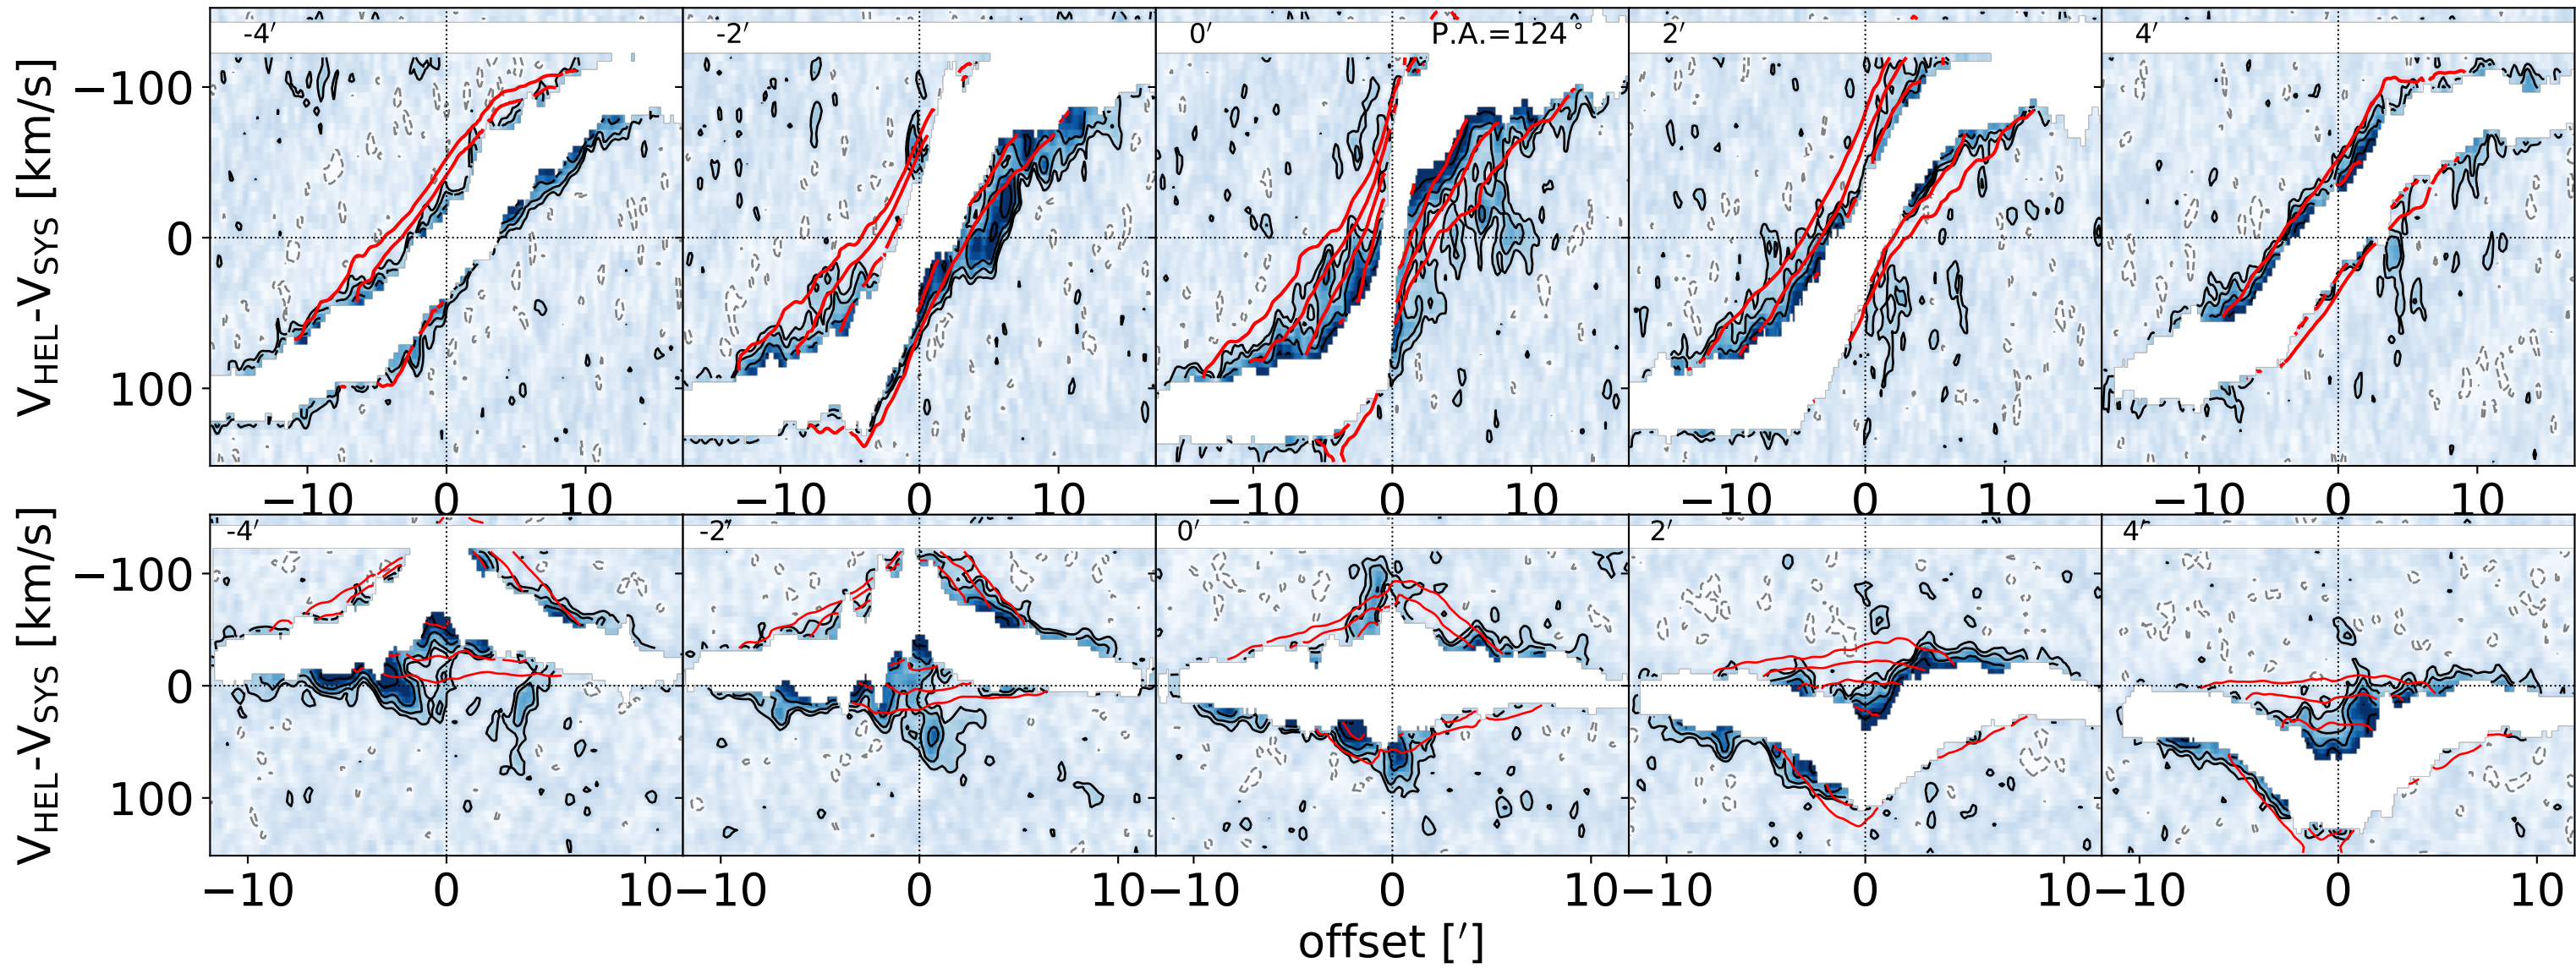 -4′ -2′ 0′ P.A.=124° 2′ 4′
V_HEL-V_SYS [km/s]
−100
0
100
−10 0 10 −10 0 10 −10 0 10 −10 0 10 −10 0 10
-4′ -2′ 0′ 2′ 4′
V_HEL-V_SYS [km/s]
−100
0
100
−10 0 10 −10 0 10 −10 0 10 −10 0 10 −10 0 10
offset [′]